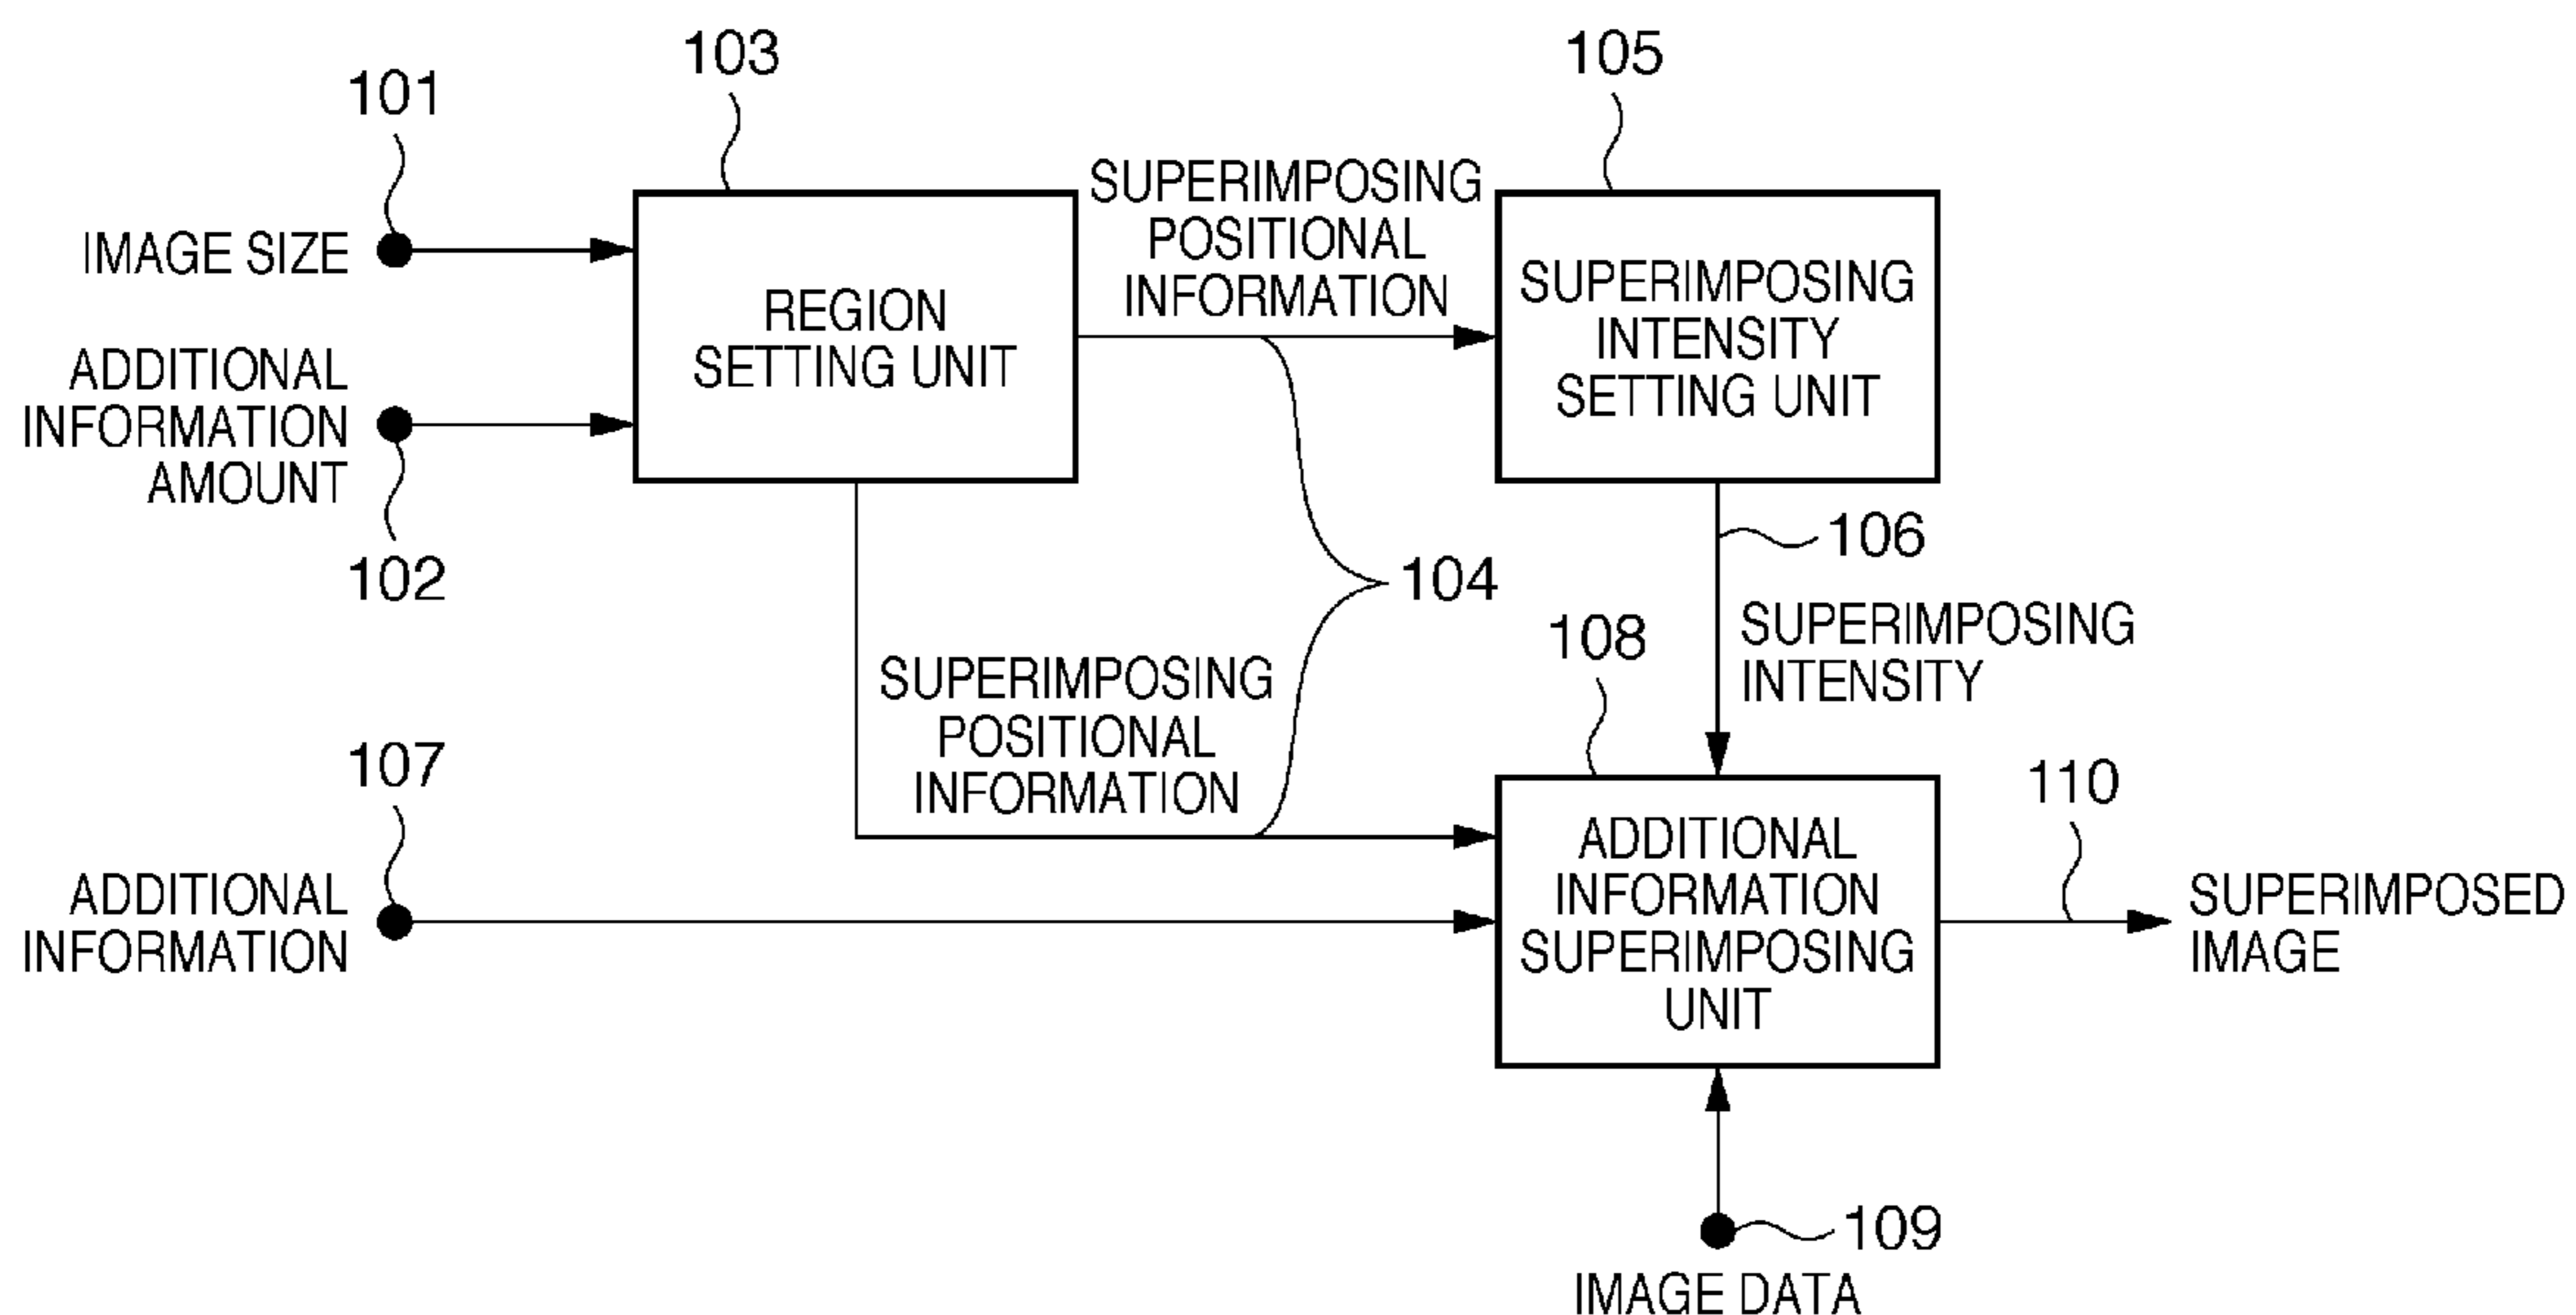 103
105
101
SUPERIMPOSING
POSITIONAL
INFORMATION
IMAGE SIZE
REGION
SETTING UNIT
SUPERIMPOSING
INTENSITY
SETTING UNIT
ADDITIONAL
INFORMATION
AMOUNT
102
106
104
108
SUPERIMPOSING
INTENSITY
SUPERIMPOSING
POSITIONAL
INFORMATION
107
110
ADDITIONAL
INFORMATION
ADDITIONAL
INFORMATION
SUPERIMPOSING
UNIT
SUPERIMPOSED
IMAGE
109
IMAGE DATA